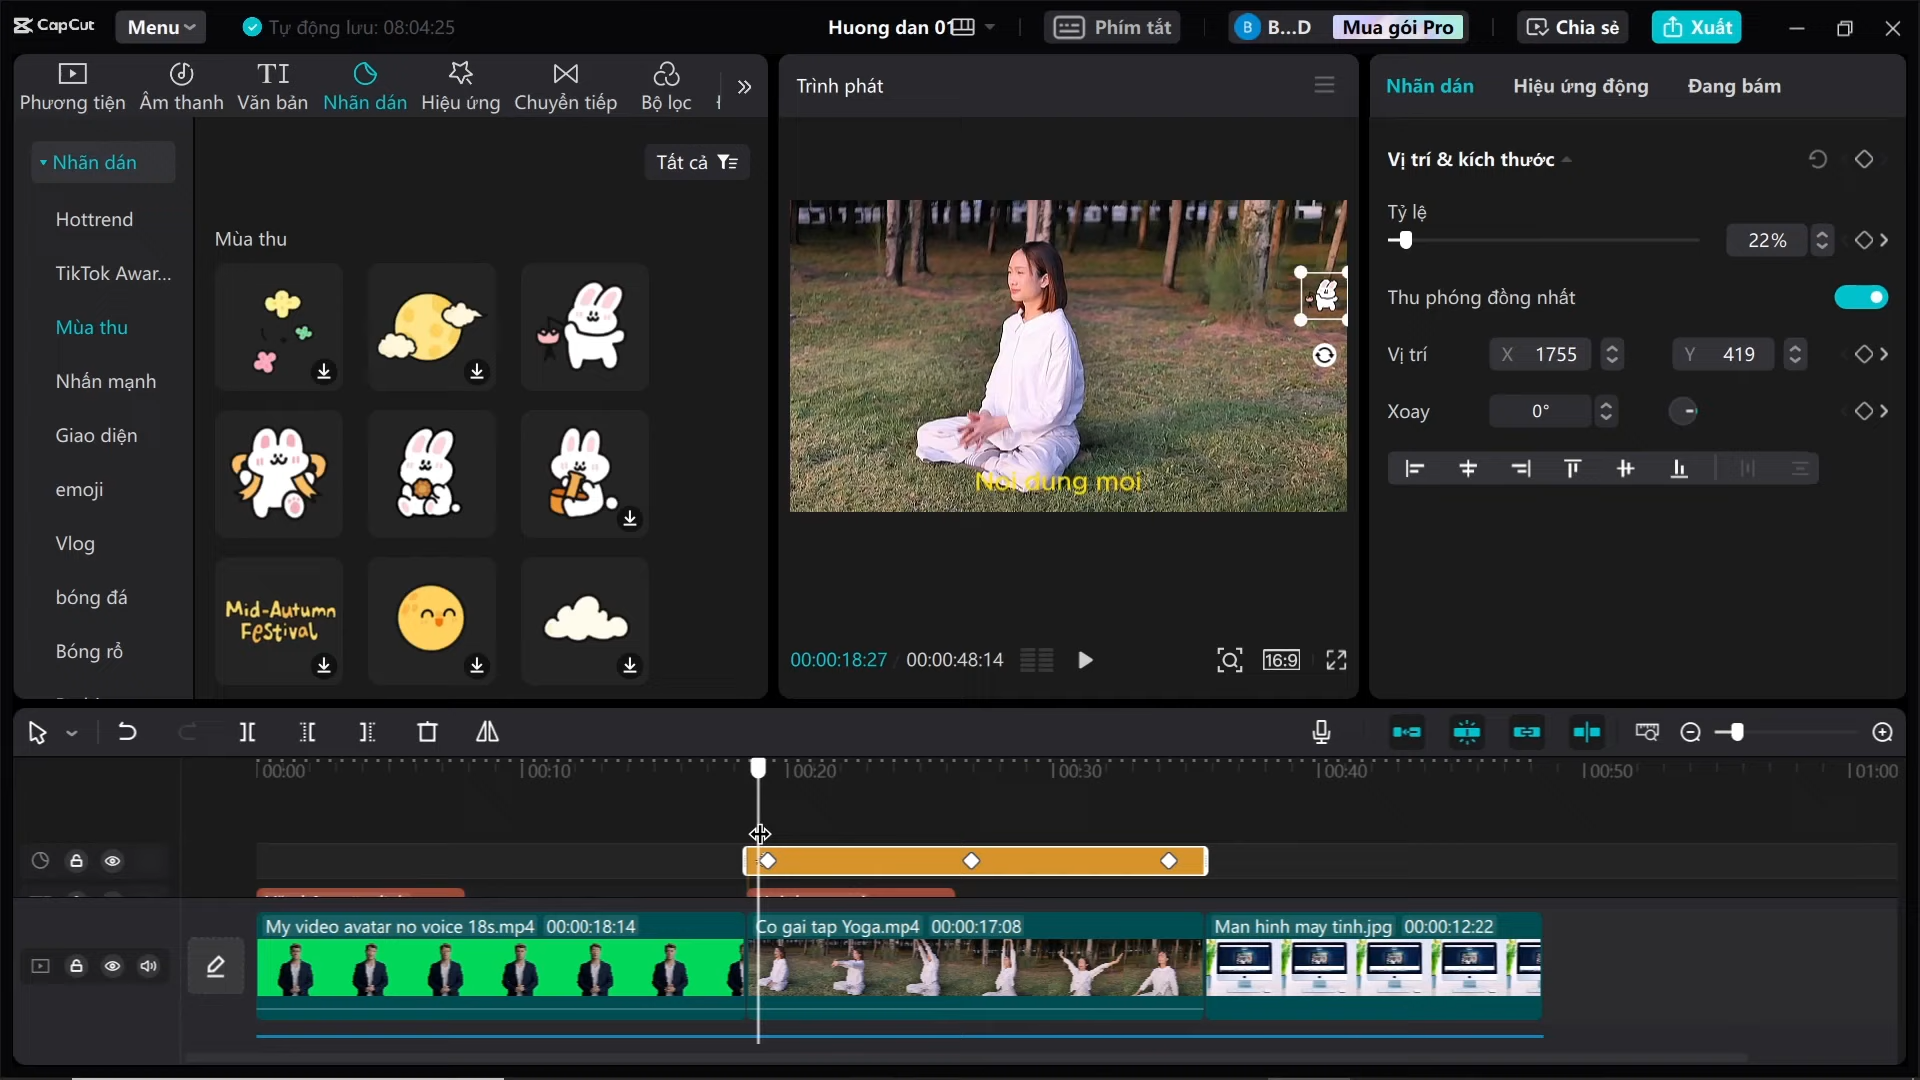 CapCut
Menu
Tự động lưu: 08:04:25
Huong dan 01
Phím tắt
B
B...D
Mua gói Pro
Chia sẻ
Xuất
Phương tiện
Âm thanh
TI
Văn bản
Nhãn dán
Hiệu ứng
Chuyển tiếp
Bộ lọc
Nhãn dán
Hottrend
TikTok Awar...
Mùa thu
Nhấn mạnh
Giao diện
emoji
Vlog
bóng đá
Bóng rổ
Tất cả
Mùa thu
Mid-Autumn
Festival
Trình phát
Noi dung moi
00:00:18:27
00:00:48:14
16:9
Nhãn dán
Hiệu ứng động
Đang bám
Vị trí & kích thước
Tỷ lệ
22%
Thu phóng đồng nhất
Vị trí
X 1755
Y 419
Xoay
0°
00:00
00:10
00:20
00:30
00:40
00:50
01:00
My video avatar no voice 18s.mp4 00:00:18:14
Co gai tap Yoga.mp4 00:00:17:08
Man hinh may tinh.jpg 00:00:12:22